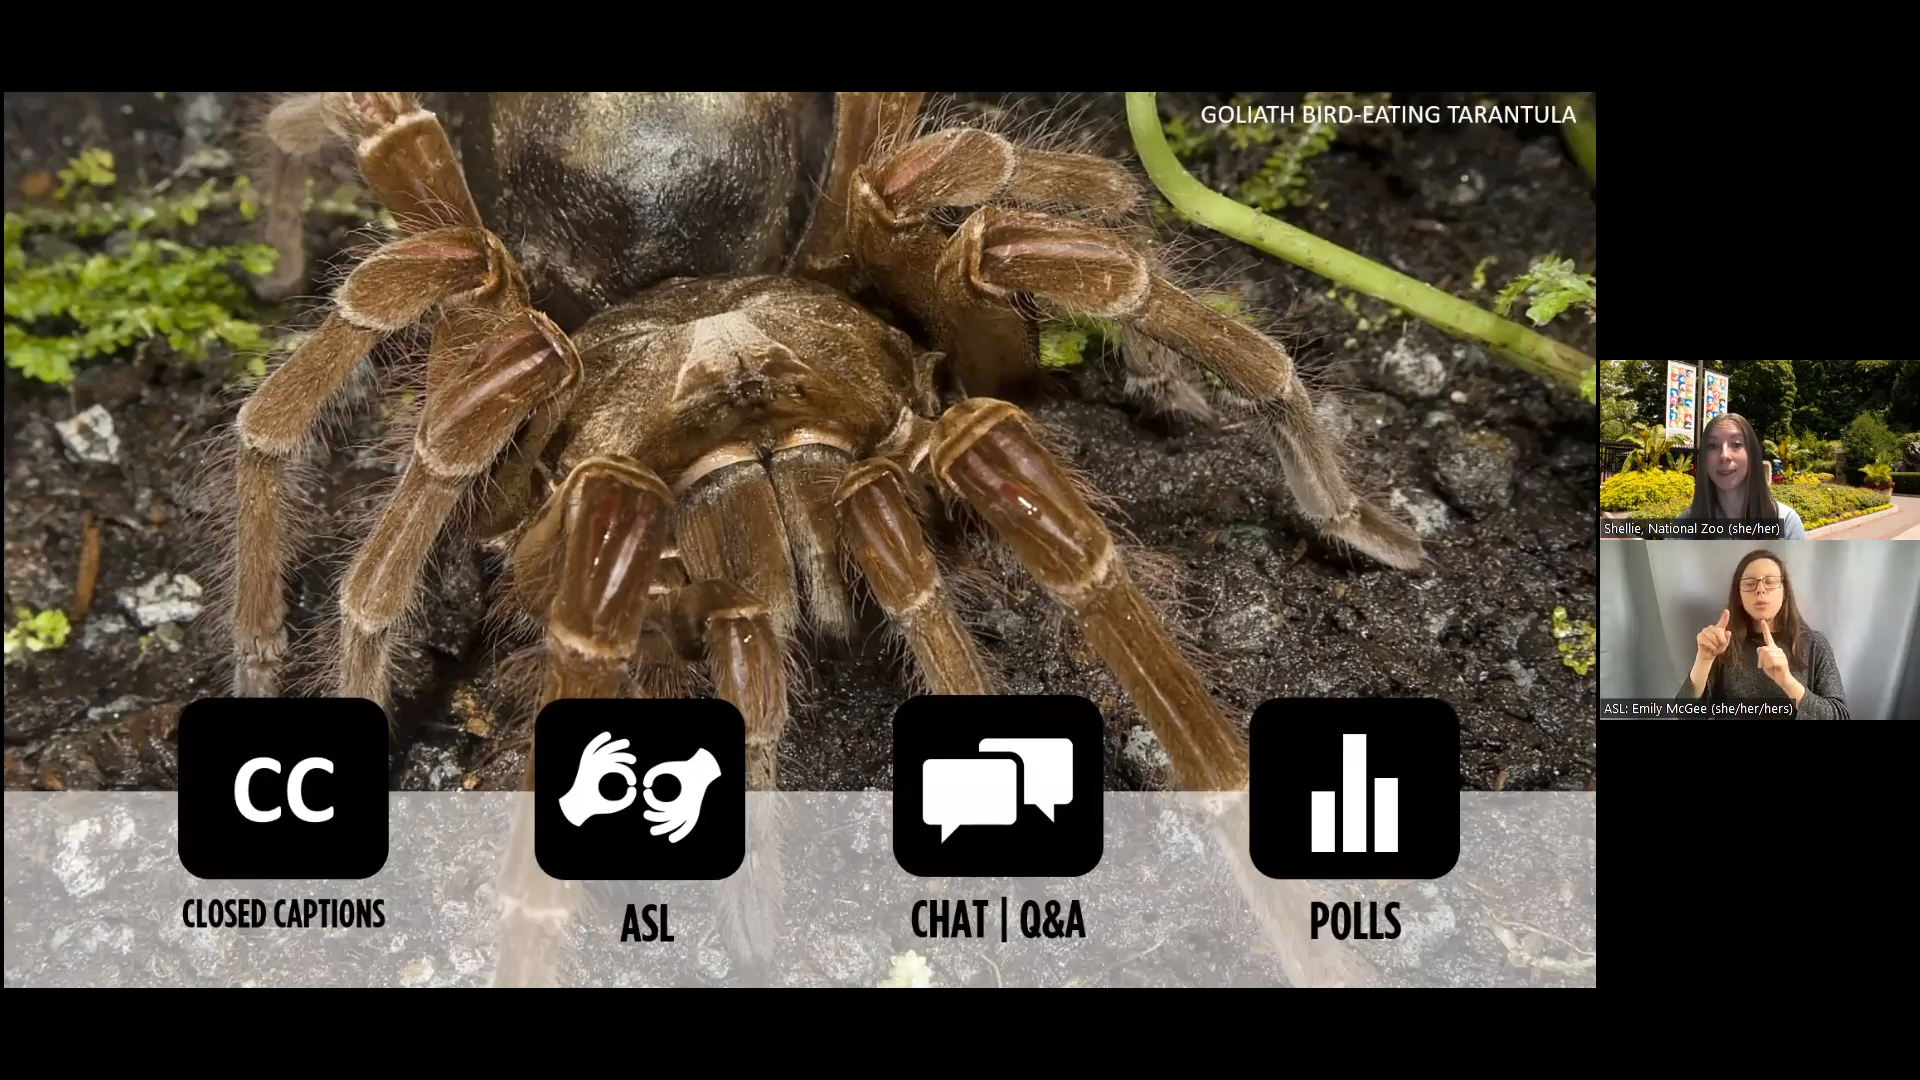 GOLIATH BIRD-EATING TARANTULA
Shellie, National Zoo (she/her)
ASL: Emily McGee (she/her/hers)
CC
CLOSED CAPTIONS
ASL
CHAT | Q&A
POLLS